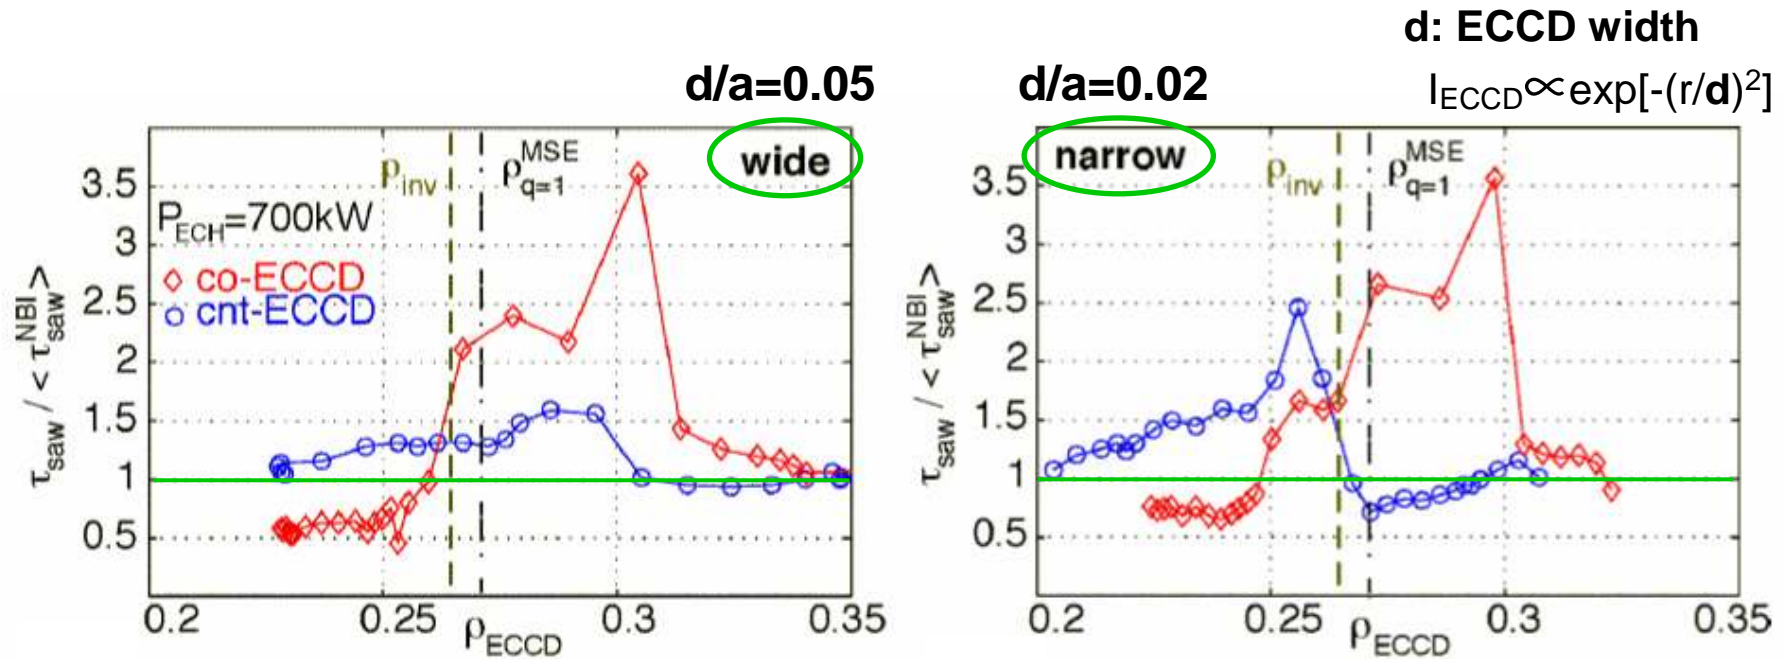 d: ECCD width
d/a=0.05
d/a=0.02
I_ECCD∝exp[-(r/d)²]
wide
ρ_inv
ρ_q=1^MSE
P_ECH=700kW
co-ECCD
cnt-ECCD
3.5
3
2.5
2
1.5
1
0.5
τ_saw / < τ_saw^NBI >
0.2
0.25
0.3
0.35
ρ_ECCD
narrow
ρ_inv
ρ_q=1^MSE
3.5
3
2.5
2
1.5
1
0.5
τ_saw / < τ_saw^NBI >
0.2
0.25
0.3
0.35
ρ_ECCD